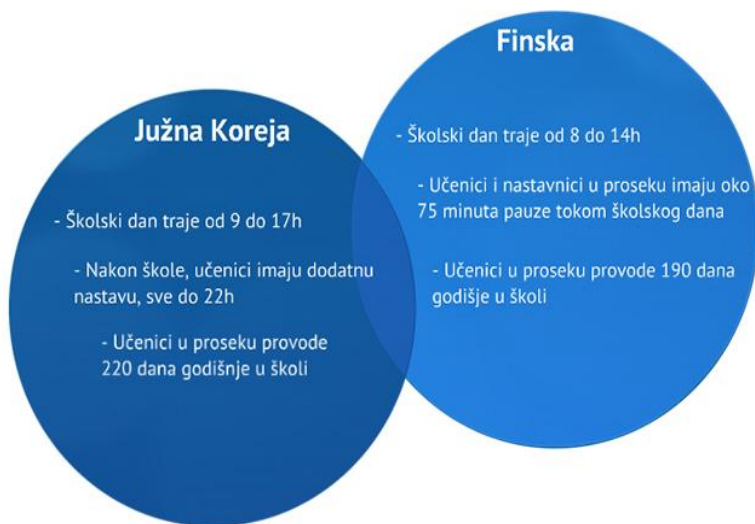 Južna Koreja
- Školski dan traje od 9 do 17h
- Nakon škole, učenici imaju dodatnu
nastavu, sve do 22h
- Učenici u proseku provode
220 dana godišnje u školi
Finska
- Školski dan traje od 8 do 14h
- Učenici i nastavnici u proseku imaju oko
75 minuta pauze tokom školskog dana
- Učenici u proseku provode 190 dana
godišje u školi